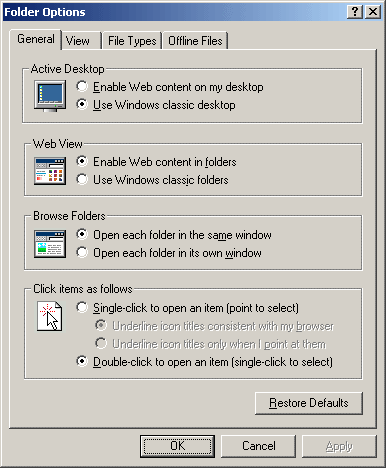 Folder Options
General View File Types Offline Files
Active Desktop
Enable Web content on my desktop
Use Windows classic desktop
Web View
Enable Web content in folders
Use Windows classic folders
Browse Folders
Open each folder in the same window
Open each folder in its own window
Click items as follows
Single-click to open an item (point to select)
Underline icon titles consistent with my browser
Underline icon titles only when I point at them
Double-click to open an item (single-click to select)
Restore Defaults
OK Cancel Apply